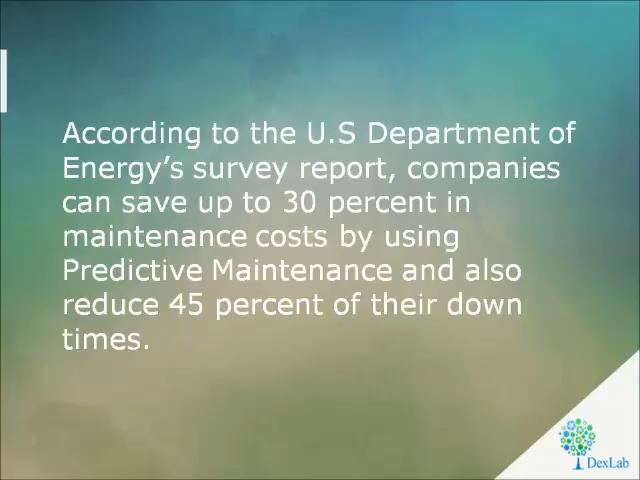 According to the U.S Department of
Energy’s survey report, companies
can save up to 30 percent in
maintenance costs by using
Predictive Maintenance and also
reduce 45 percent of their down
times.
DexLab